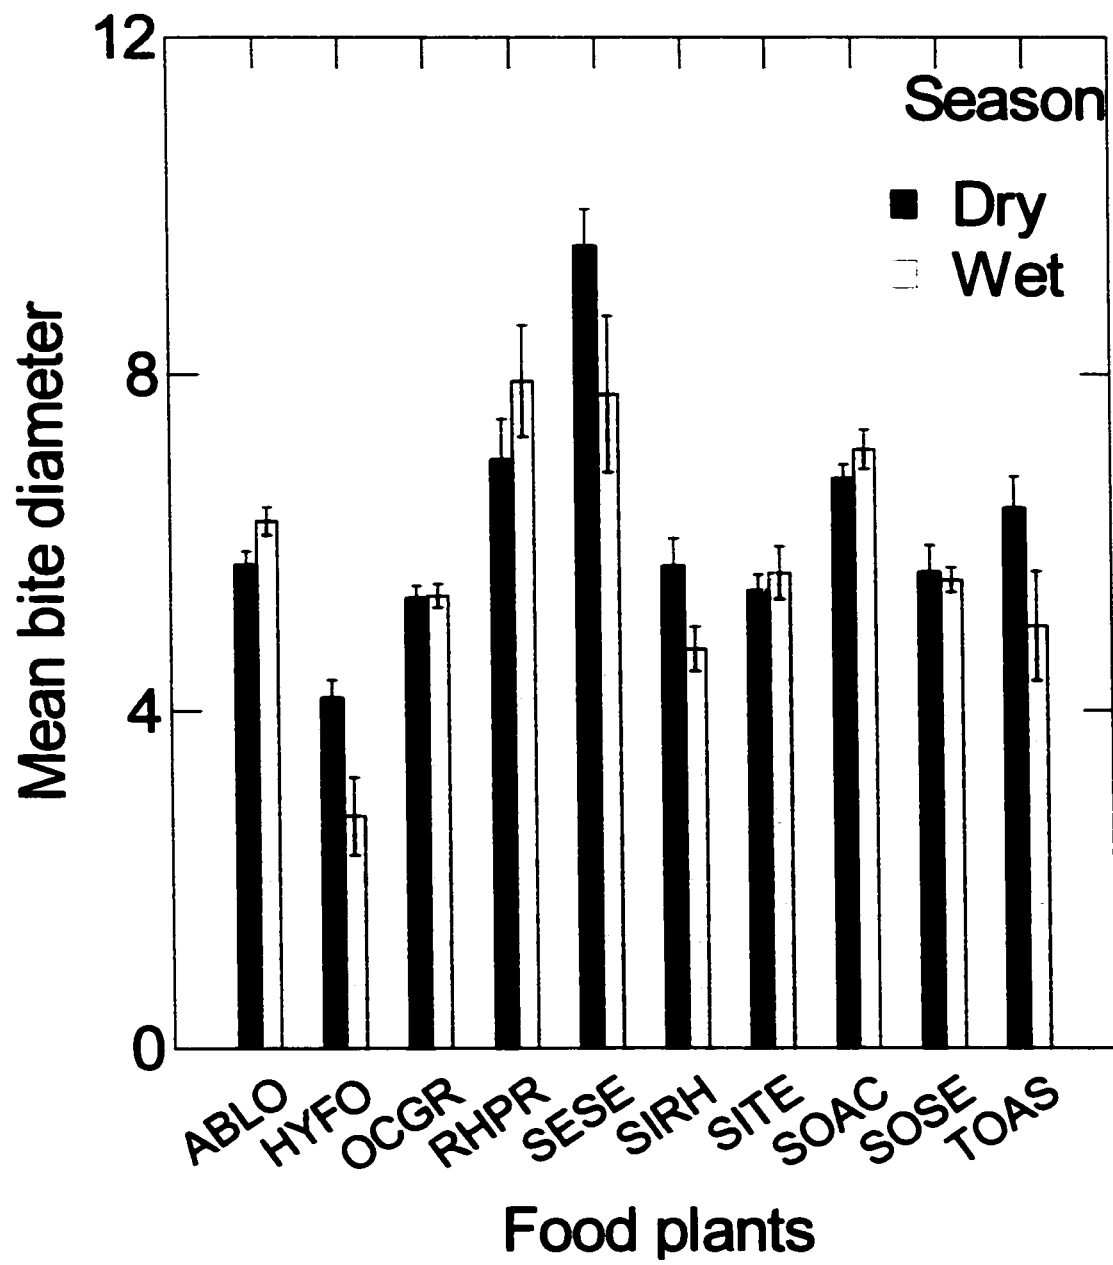 12
Season
Dry
Wet
8
4
0
Mean bite diameter
ABLO
HYFO
OCGR
RHPR
SESE
SIRH
SITE
SOAC
SOSE
TOAS
Food plants